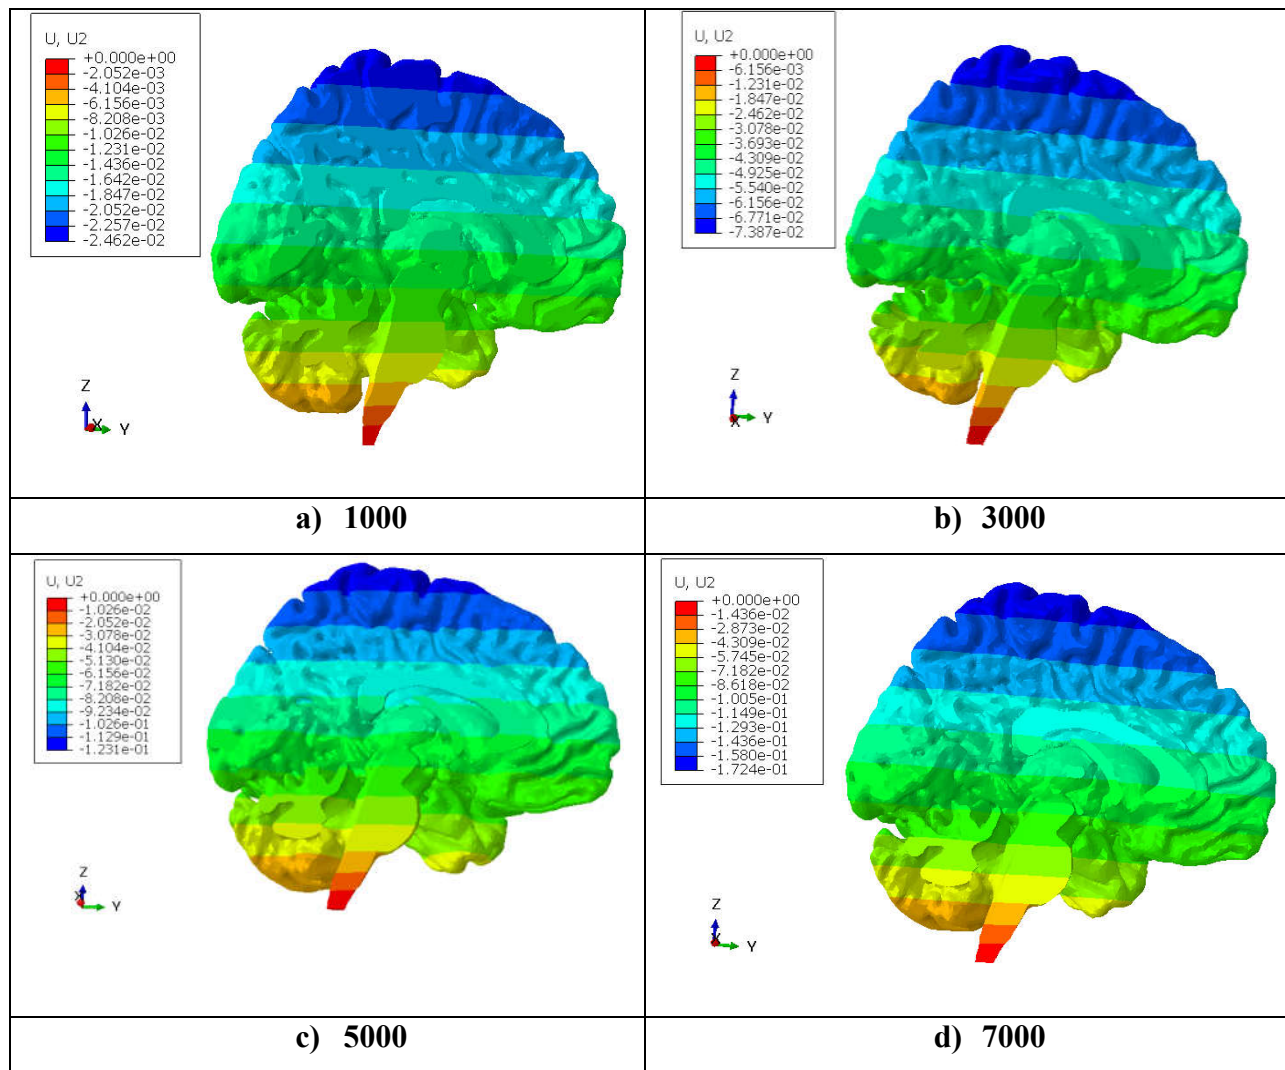 U, U2
+0.000e+00
-2.052e-03
-4.104e-03
-6.156e-03
-8.208e-03
-1.026e-02
-1.231e-02
-1.436e-02
-1.642e-02
-1.847e-02
-2.052e-02
-2.257e-02
-2.462e-02
Z
X
Y
a) 1000
U, U2
+0.000e+00
-6.156e-03
-1.231e-02
-1.847e-02
-2.462e-02
-3.078e-02
-3.693e-02
-4.309e-02
-4.925e-02
-5.540e-02
-6.156e-02
-6.771e-02
-7.387e-02
Z
X
Y
b) 3000
U, U2
+0.000e+00
-1.026e-02
-2.052e-02
-3.078e-02
-4.104e-02
-5.130e-02
-6.156e-02
-7.182e-02
-8.208e-02
-9.234e-02
-1.026e-01
-1.129e-01
-1.231e-01
Z
X
Y
c) 5000
U, U2
+0.000e+00
-1.436e-02
-2.873e-02
-4.309e-02
-5.745e-02
-7.182e-02
-8.618e-02
-1.005e-01
-1.149e-01
-1.293e-01
-1.436e-01
-1.580e-01
-1.724e-01
Z
X
Y
d) 7000